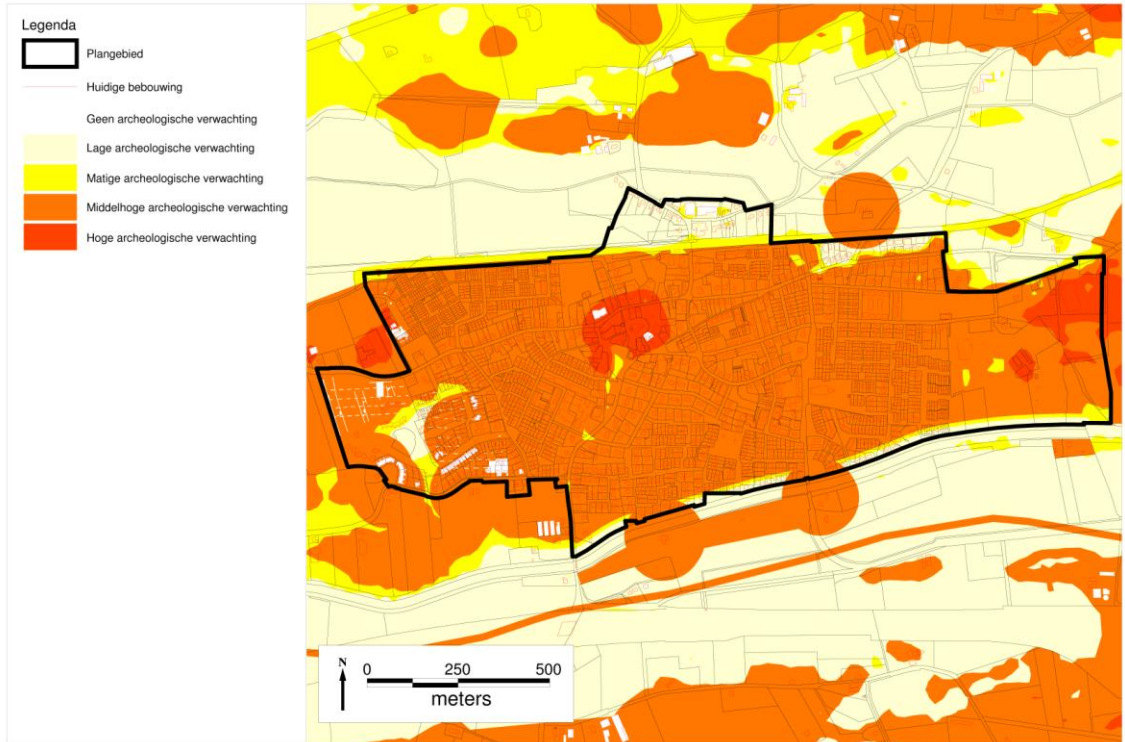 Legenda
Plangebied
Huidige bebouwing
Geen archeologische verwachting
Lage archeologische verwachting
Matige archeologische verwachting
Middelhoge archeologische verwachting
Hoge archeologische verwachting
N
0 250 500
meters